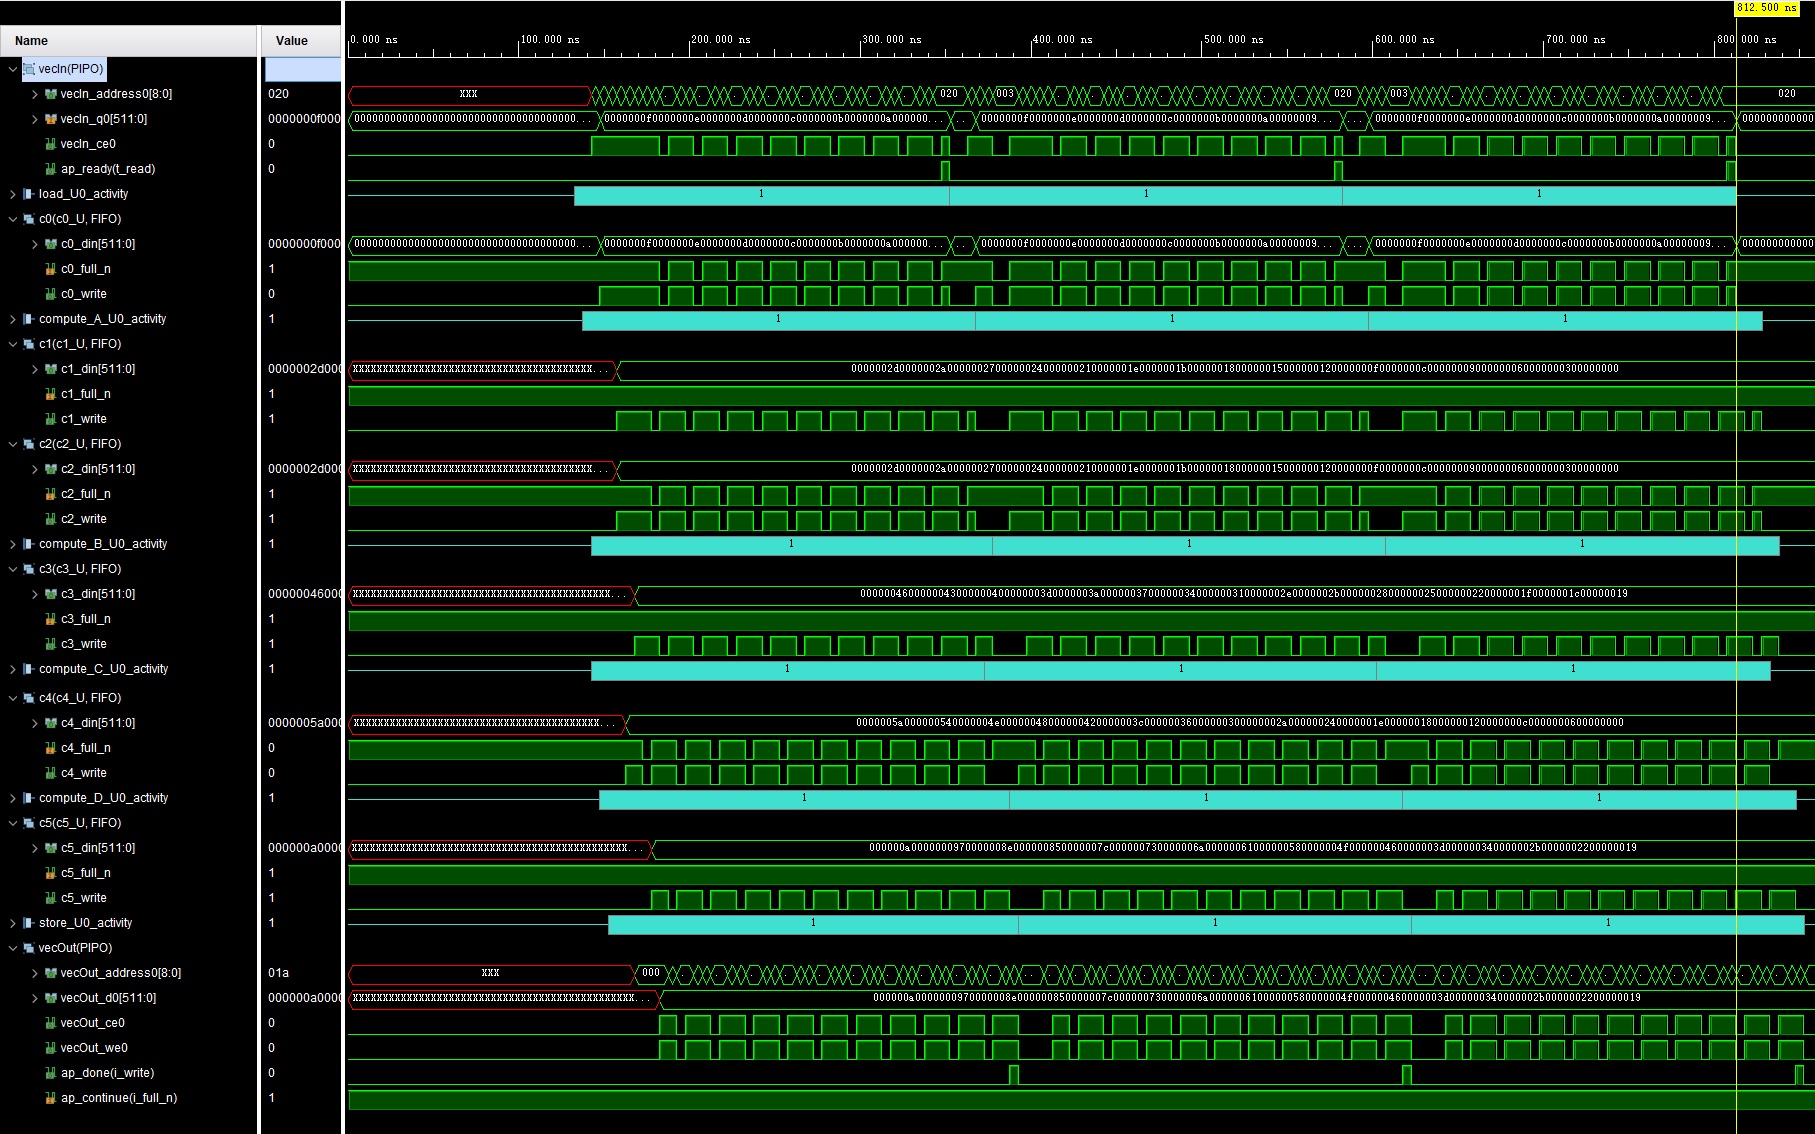 812.500 ns
Name Value 0.000 ns 100.000 ns 200.000 ns 300.000 ns 400.000 ns 500.000 ns 600.000 ns 700.000 ns 800.000 ns
vecIn(PIPO)
vecIn_address0[8:0] 020 XXX 020 003 020 003 020
vecIn_q0[511:0] 0000000f000
vecIn_ce0 0
ap_ready(t_read) 0
load_U0_activity 1 1 1
c0(c0_U, FIFO)
c0_din[511:0] 0000000f000
c0_full_n 1
c0_write 0
compute_A_U0_activity 1 1 1 1
c1(c1_U, FIFO)
c1_din[511:0] 0000002d000
c1_full_n 1
c1_write 1
c2(c2_U, FIFO)
c2_din[511:0] 0000002d000
c2_full_n 1
c2_write 1
compute_B_U0_activity 1 1 1 1
c3(c3_U, FIFO)
c3_din[511:0] 00000046000
c3_full_n 1
c3_write 1
compute_C_U0_activity 1 1 1 1
c4(c4_U, FIFO)
c4_din[511:0] 0000005a000
c4_full_n 0
c4_write 0
compute_D_U0_activity 1 1 1 1
c5(c5_U, FIFO)
c5_din[511:0] 000000a0000
c5_full_n 1
c5_write 1
store_U0_activity 1 1 1 1
vecOut(PIPO)
vecOut_address0[8:0] 01a XXX 000
vecOut_d0[511:0] 000000a0000
vecOut_ce0 0
vecOut_we0 0
ap_done(i_write) 0
ap_continue(i_full_n) 1